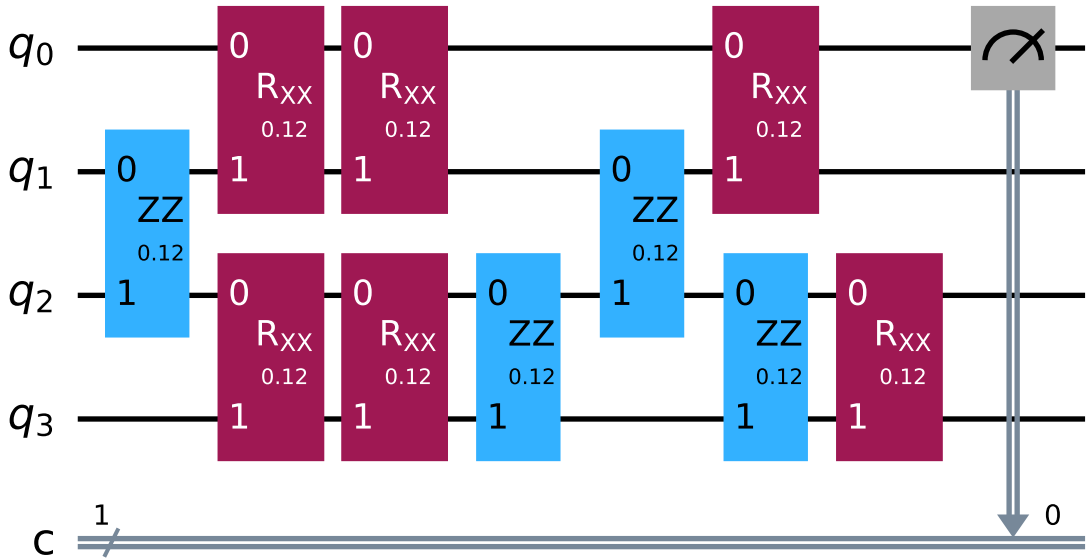 q0 0 0 0
RXX RXX RXX
0.12 0.12 0.12
q1 0 1 1 0 1
ZZ ZZ
0.12 0.12
q2 1 0 0 0 1 0 0
RXX RXX ZZ ZZ RXX
0.12 0.12 0.12 0.12 0.12
q3 1 1 1 1 1
1 0
c